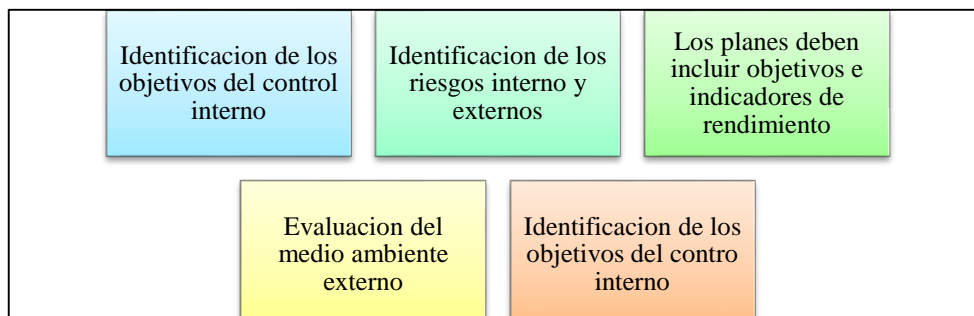 Identificacion de los
objetivos del control
interno
Identificacion de los
riesgos interno y
externos
Los planes deben
incluir objetivos e
indicadores de
rendimiento
Evaluacion del
medio ambiente
externo
Identificacion de los
objetivos del contro
interno